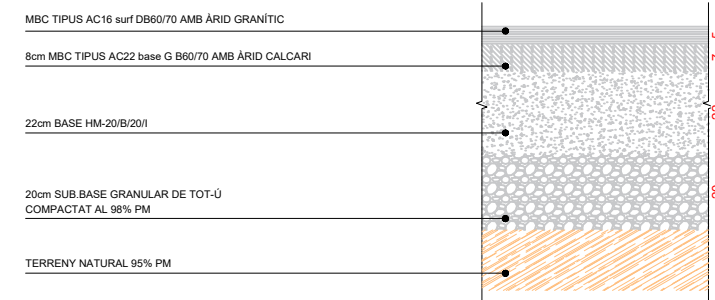 MBC TIPUS AC16 surf DB60/70 AMB ÀRID GRANÍTIC
8cm MBC TIPUS AC22 base G B60/70 AMB ÀRID CALCARI
22cm BASE HM-20/B/20/I
20cm SUB.BASE GRANULAR DE TOT-Ú
COMPACTAT AL 98% PM
TERRENY NATURAL 95% PM